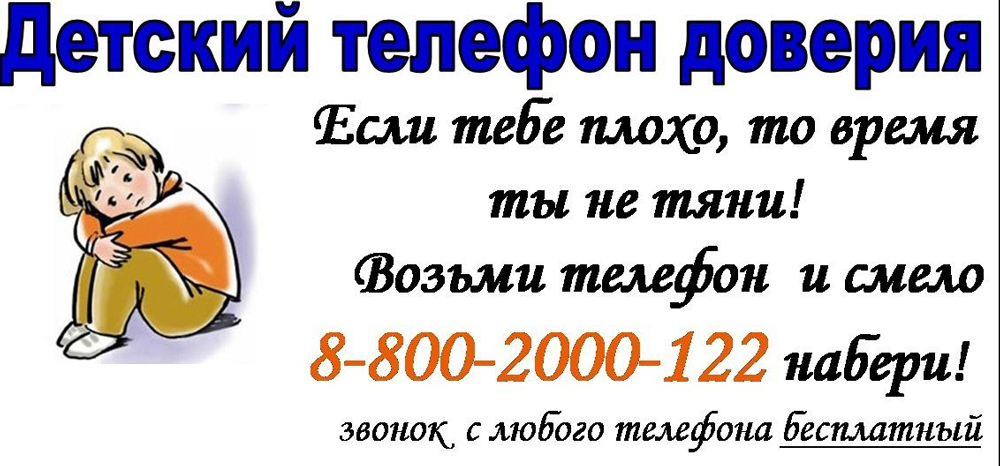 Детский телефон доверия
Если тебе плохо, то время
ты не тяни!
Возьми телефон и смело
8-800-2000-122 набери!
звонок с любого телефона бесплатный